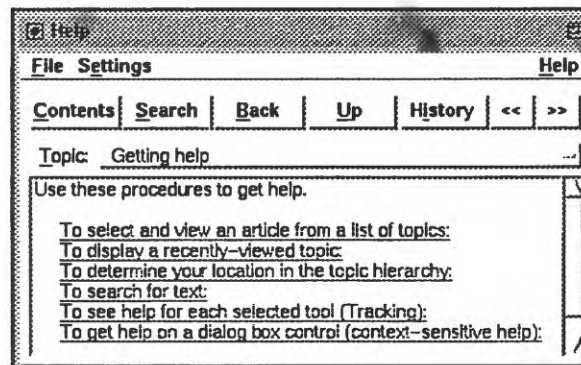 Help
File Settings Help
Contents Search Back Up History << >>
Topic: Getting help
Use these procedures to get help.
To select and view an article from a list of topics:
To display a recently-viewed topic:
To determine your location in the topic hierarchy:
To search for text:
To see help for each selected tool (Tracking):
To get help on a dialog box control (context-sensitive help):